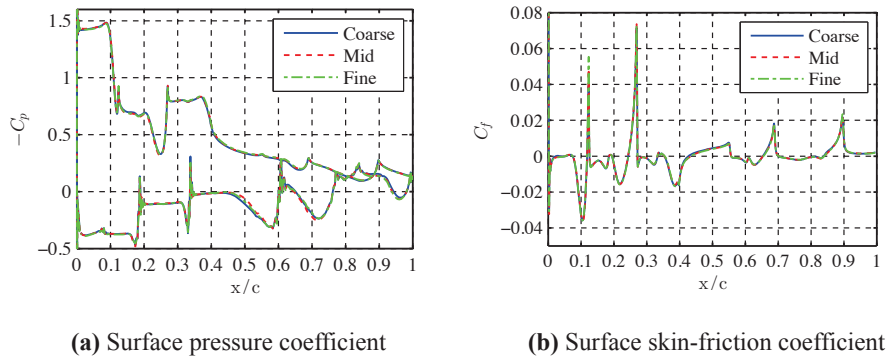 1.5
1
0.5
0
−0.5
−C_p
0 0.1 0.2 0.3 0.4 0.5 0.6 0.7 0.8 0.9 1
x/c
Coarse
Mid
Fine
(a) Surface pressure coefficient
0.08
0.06
0.04
0.02
0
−0.02
−0.04
C_f
0 0.1 0.2 0.3 0.4 0.5 0.6 0.7 0.8 0.9 1
x/c
Coarse
Mid
Fine
(b) Surface skin-friction coefficient